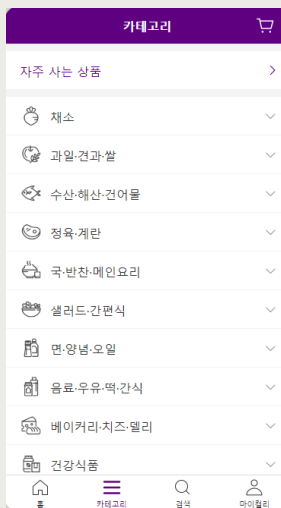 카테고리
자주 사는 상품
채소
과일·견과·쌀
수산·해산·건어물
정육·계란
국·반찬·메인요리
샐러드·간편식
면·양념·오일
음료·우유·떡·간식
베이커리·치즈·델리
건강식품
홈
카테고리
검색
마이컬리